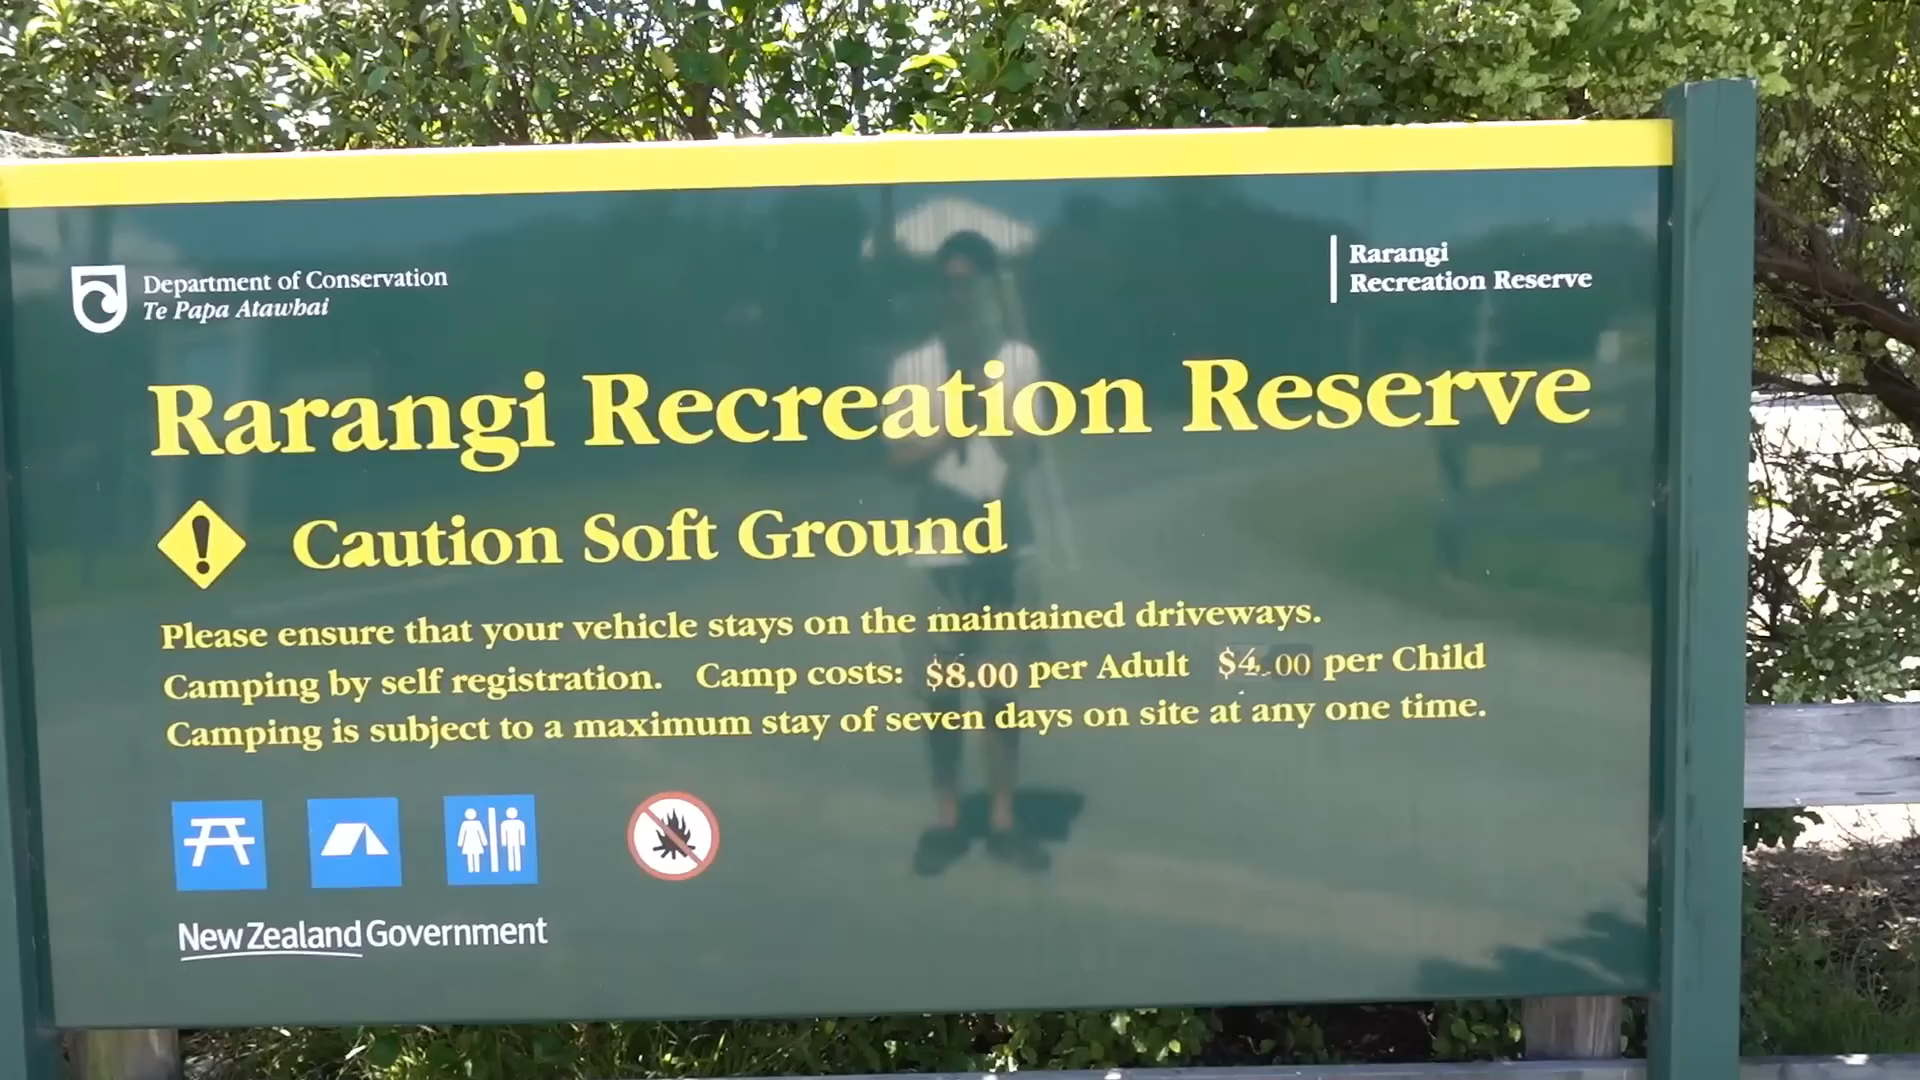 Department of Conservation
Te Papa Atawhai
Rarangi
Recreation Reserve
Rarangi Recreation Reserve
! Caution Soft Ground
Please ensure that your vehicle stays on the maintained driveways.
Camping by self registration. Camp costs: $8.00 per Adult $4.00 per Child
Camping is subject to a maximum stay of seven days on site at any one time.
New Zealand Government